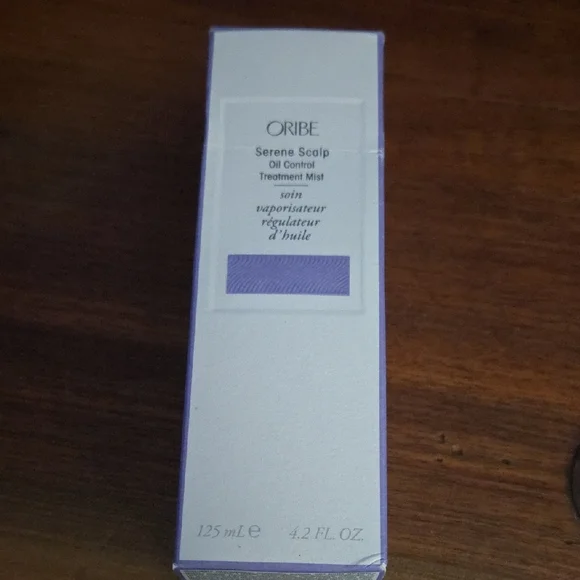 ORIBE
Serene Scalp
Oil Control
Treatment Mist
soin
vaporisateur
régulateur
d'huile
125 mL e 4.2 FL. OZ.